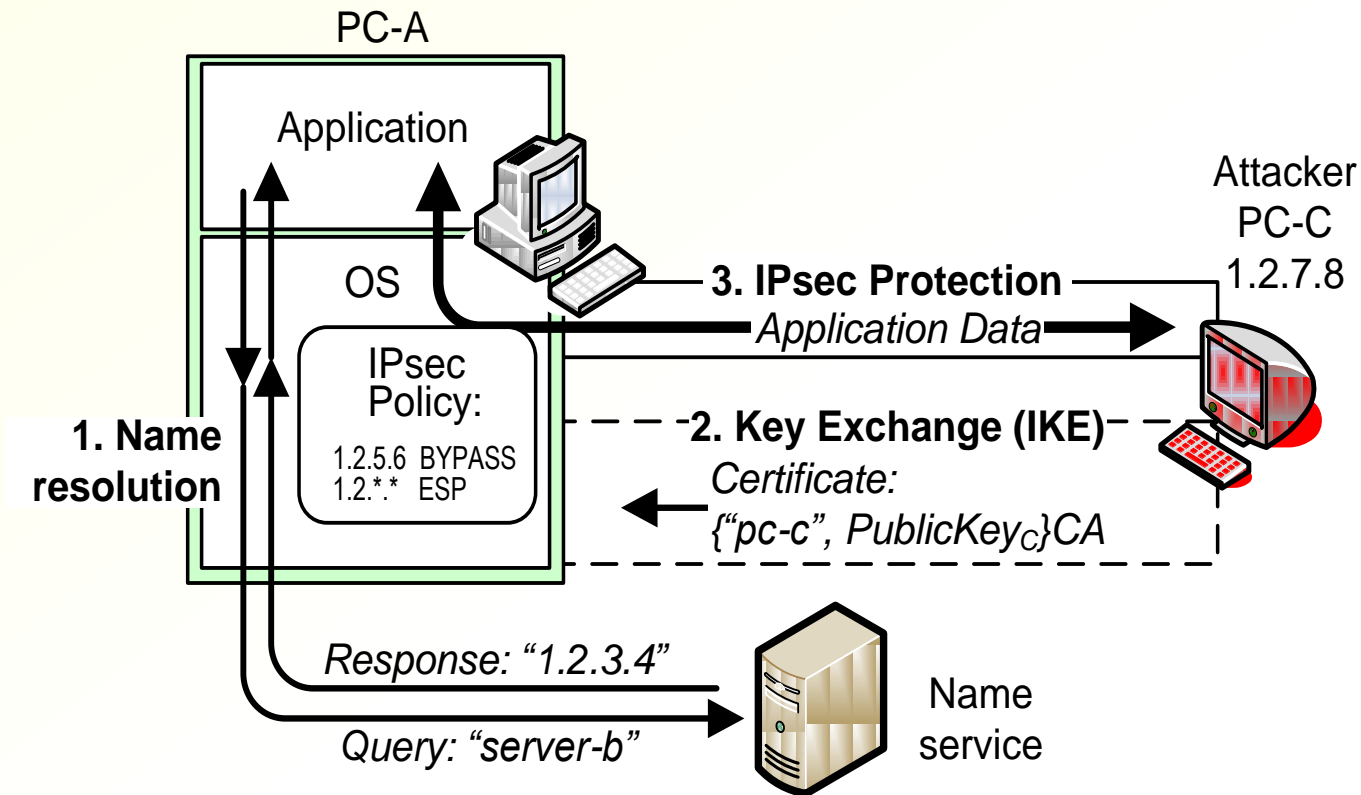 PC-A
Application
OS
IPsec
Policy:
1.2.5.6 BYPASS
1.2.*.* ESP
1. Name
resolution
Attacker
PC-C
1.2.7.8
3. IPsec Protection
Application Data
2. Key Exchange (IKE)
Certificate:
{“pc-c”, PublicKeyC}CA
Response: “1.2.3.4”
Query: “server-b”
Name
service